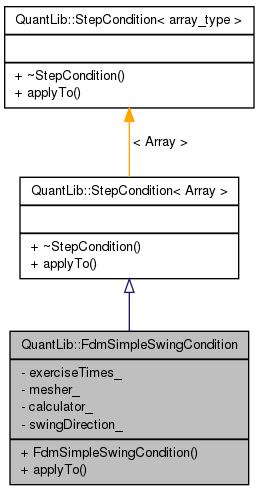 QuantLib::StepCondition< array_type >
+ ~StepCondition()
+ applyTo()
< Array >
QuantLib::StepCondition< Array >
+ ~StepCondition()
+ applyTo()
QuantLib::FdmSimpleSwingCondition
- exerciseTimes_
- mesher_
- calculator_
- swingDirection_
+ FdmSimpleSwingCondition()
+ applyTo()